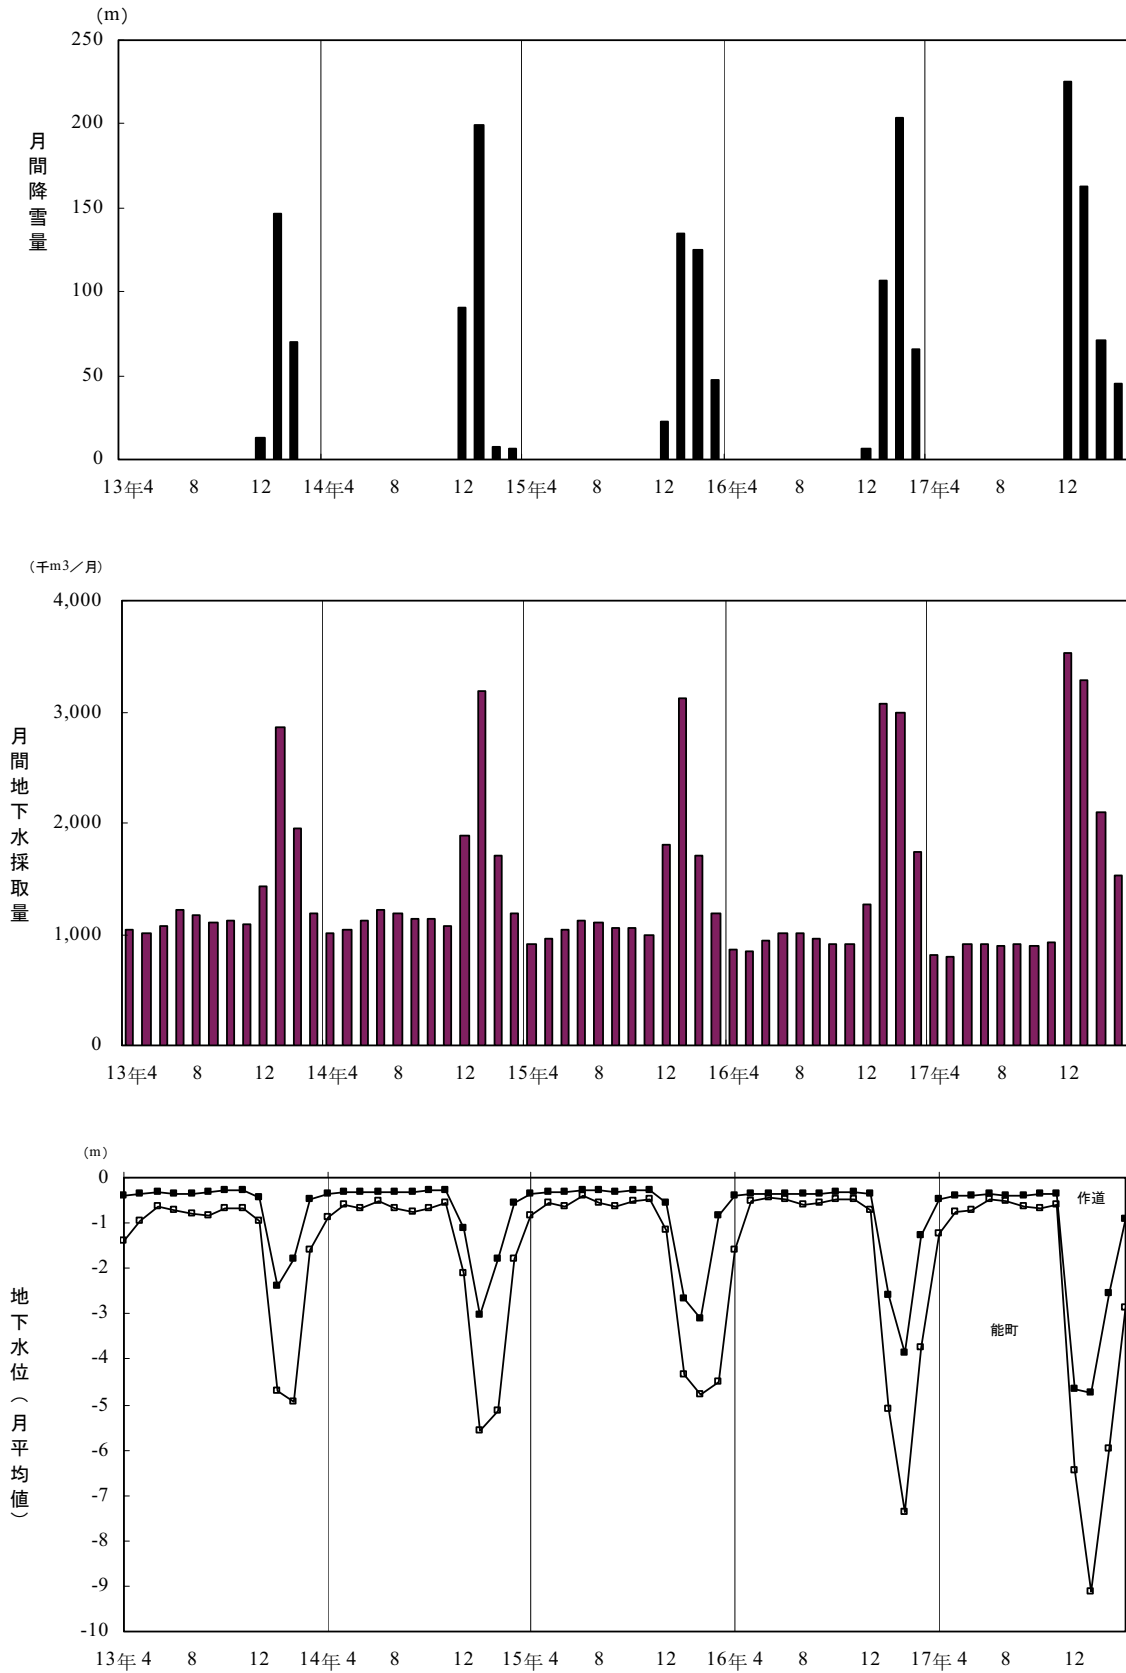 （m）
250
200
150
100
50
0
月間降雪量
13年4 8 12 14年4 8 12 15年4 8 12 16年4 8 12 17年4 8 12
（千m3／月）
4,000
3,000
2,000
1,000
0
月間地下水採取量
13年4 8 12 14年4 8 12 15年4 8 12 16年4 8 12 17年4 8 12
（m）
0
-1
-2
-3
-4
-5
-6
-7
-8
-9
-10
地下水位（月平均値）
作道
能町
13年 4 8 12 14年 4 8 12 15年 4 8 12 16年 4 8 12 17年 4 8 12